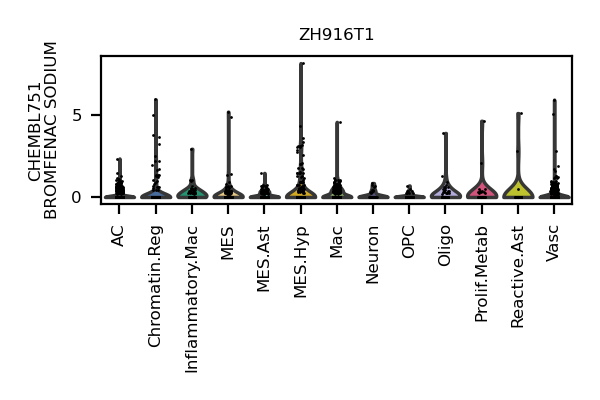 ZH916T1
CHEMBL751
BROMFENAC SODIUM
5
0
AC
Chromatin.Reg
Inflammatory.Mac
MES
MES.Ast
MES.Hyp
Mac
Neuron
OPC
Oligo
Prolif.Metab
Reactive.Ast
Vasc